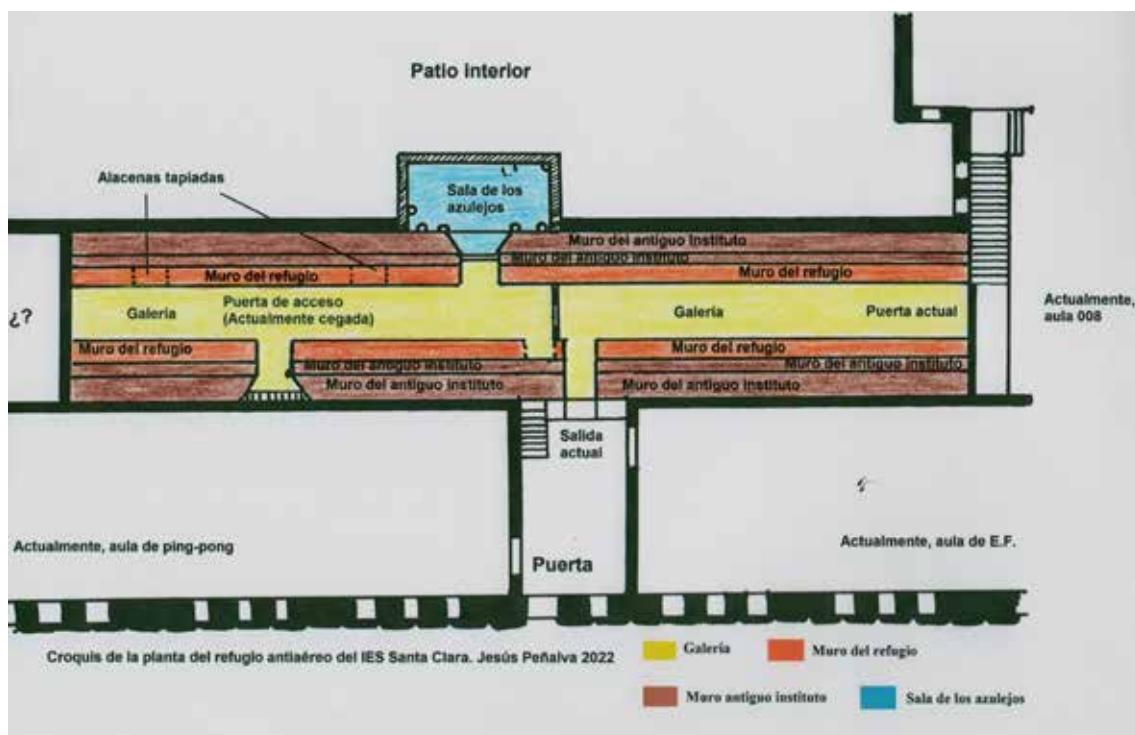 Patio interior
Alacenas tapiadas
Sala de los
azulejos
Muro del antiguo Instituto
Muro del antiguo instituto
Muro del refugio
Muro del refugio
¿?
Galería
Puerta de acceso
(Actualmente cegada)
Galería
Puerta actual
Actualmente,
aula 008
Muro del refugio
Muro del refugio
Muro del antiguo instituto
Muro del antiguo instituto
Muro del antiguo instituto
Muro del antiguo instituto
Salida
actual
Actualmente, aula de ping-pong
Actualmente, aula de E.F.
Puerta
Croquis de la planta del refugio antiaéreo del IES Santa Clara. Jesús Peñalva 2022
Galería
Muro del refugio
Muro antiguo instituto
Sala de los azulejos